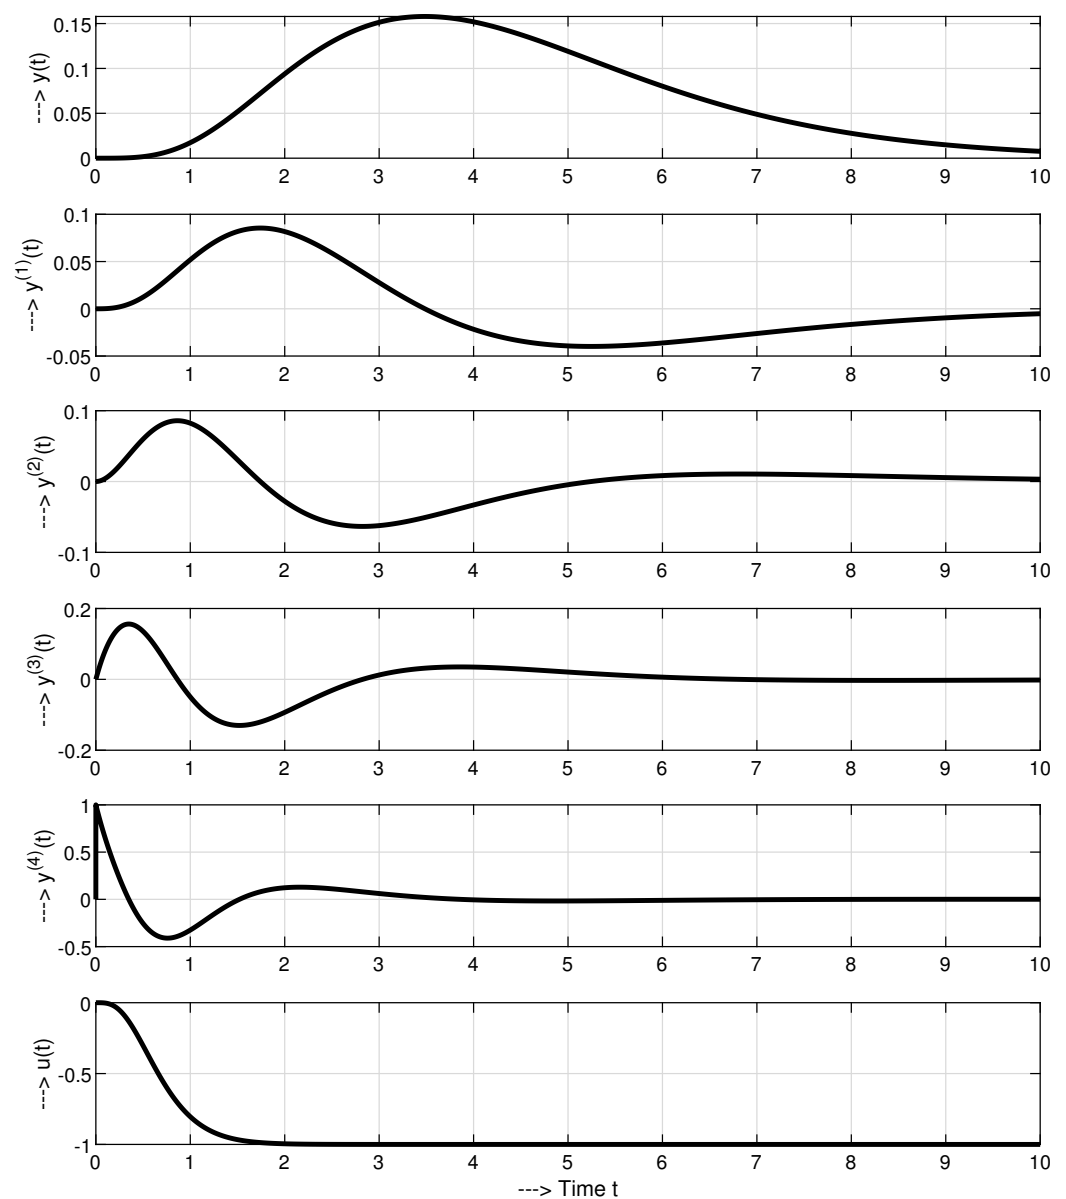 0.15
0.1
0.05
0
0 1 2 3 4 5 6 7 8 9 10
---> y(t)
0.1
0.05
0
-0.05
0 1 2 3 4 5 6 7 8 9 10
---> y(1)(t)
0.1
0
-0.1
0 1 2 3 4 5 6 7 8 9 10
---> y(2)(t)
0.2
0
-0.2
0 1 2 3 4 5 6 7 8 9 10
---> y(3)(t)
1
0.5
0
-0.5
0 1 2 3 4 5 6 7 8 9 10
---> y(4)(t)
0
-0.5
-1
0 1 2 3 4 5 6 7 8 9 10
---> u(t)
---> Time t